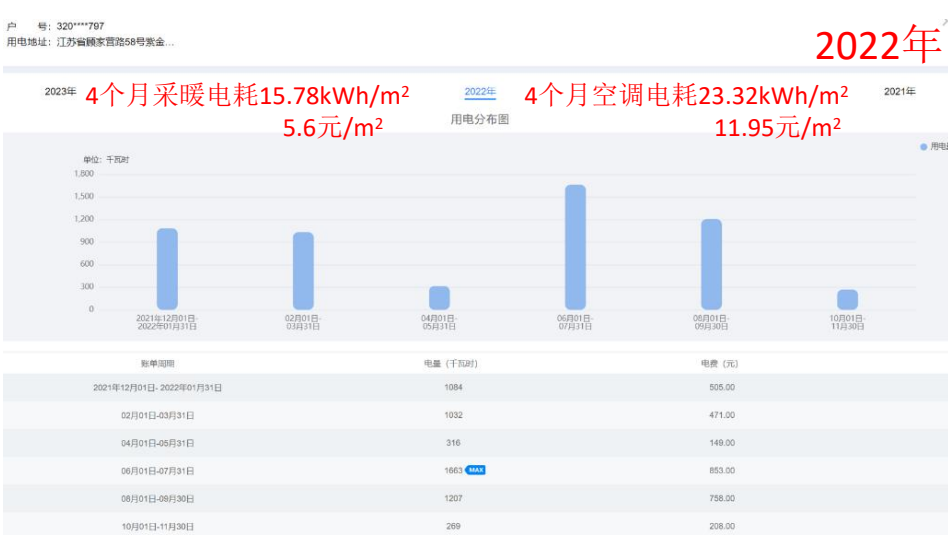 户 号：320****797
用电地址：江苏省顾家营路58号紫金...
2022年
2023年
2022年
2021年
4个月采暖电耗15.78kWh/m²
5.6元/m²
4个月空调电耗23.32kWh/m²
11.95元/m²
用电分布图
单位：千瓦时
1,800
1,500
1,200
900
600
300
0
2021年12月01日-
2022年01月31日
02月01日-
03月31日
04月01日-
05月31日
06月01日-
07月31日
08月01日-
09月30日
10月01日-
11月30日
账单周期 电量（千瓦时） 电费（元）
2021年12月01日- 2022年01月31日 1084 505.00
02月01日-03月31日 1032 471.00
04月01日-05月31日 316 149.00
06月01日-07月31日 1663 MAX 853.00
08月01日-09月30日 1207 758.00
10月01日-11月30日 269 208.00